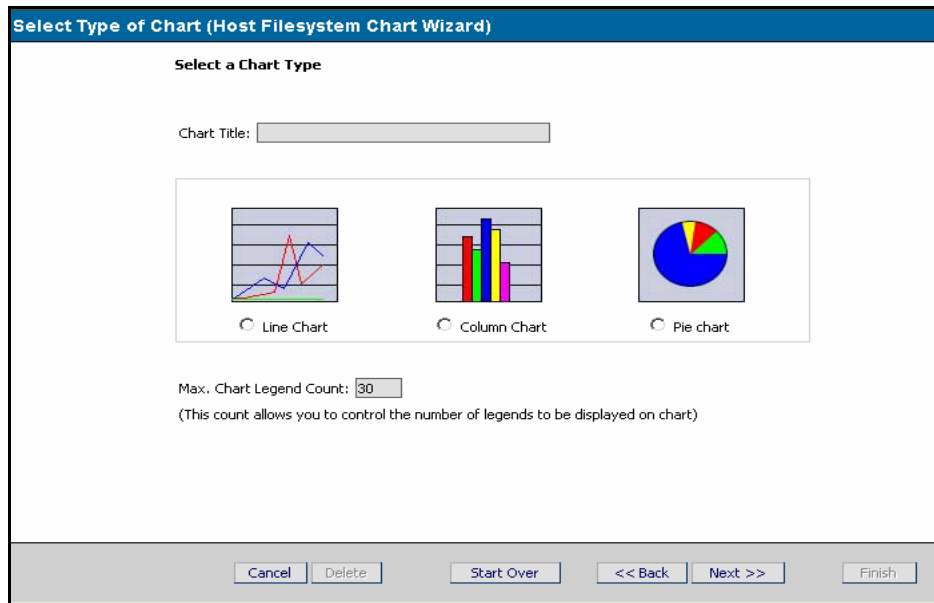 Select Type of Chart (Host Filesystem Chart Wizard)
Select a Chart Type
Chart Title:
Line Chart
Column Chart
Pie chart
Max. Chart Legend Count: 30
(This count allows you to control the number of legends to be displayed on chart)
Cancel Delete Start Over << Back Next >> Finish